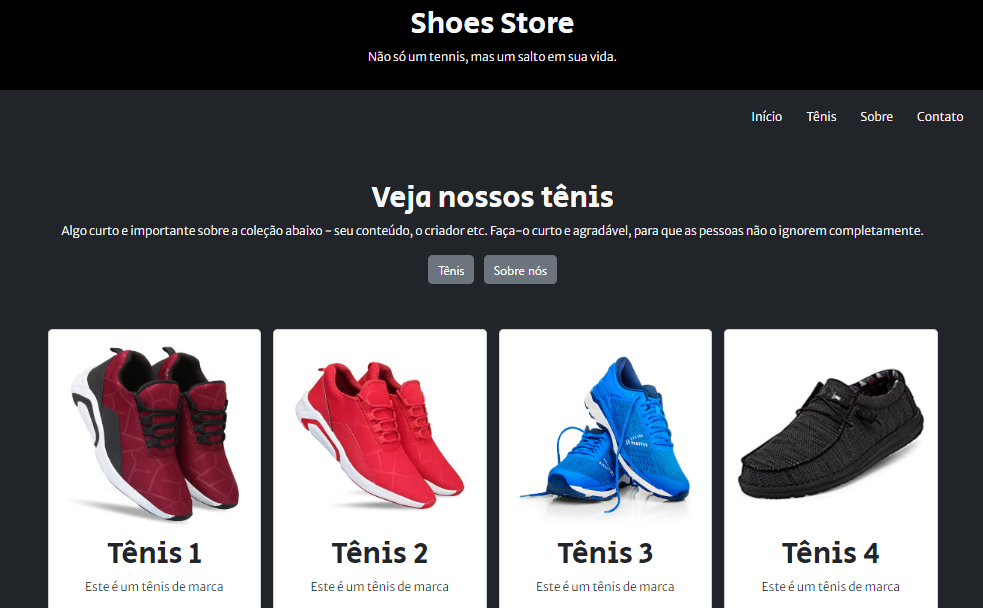 Shoes Store
Não só um tennis, mas um salto em sua vida.
Início Tênis Sobre Contato
Veja nossos tênis
Algo curto e importante sobre a coleção abaixo - seu conteúdo, o criador etc. Faça-o curto e agradável, para que as pessoas não o ignorem completamente.
Tênis Sobre nós
Tênis 1 Tênis 2 Tênis 3 Tênis 4
Este é um tênis de marca Este é um tênis de marca Este é um tênis de marca Este é um tênis de marca